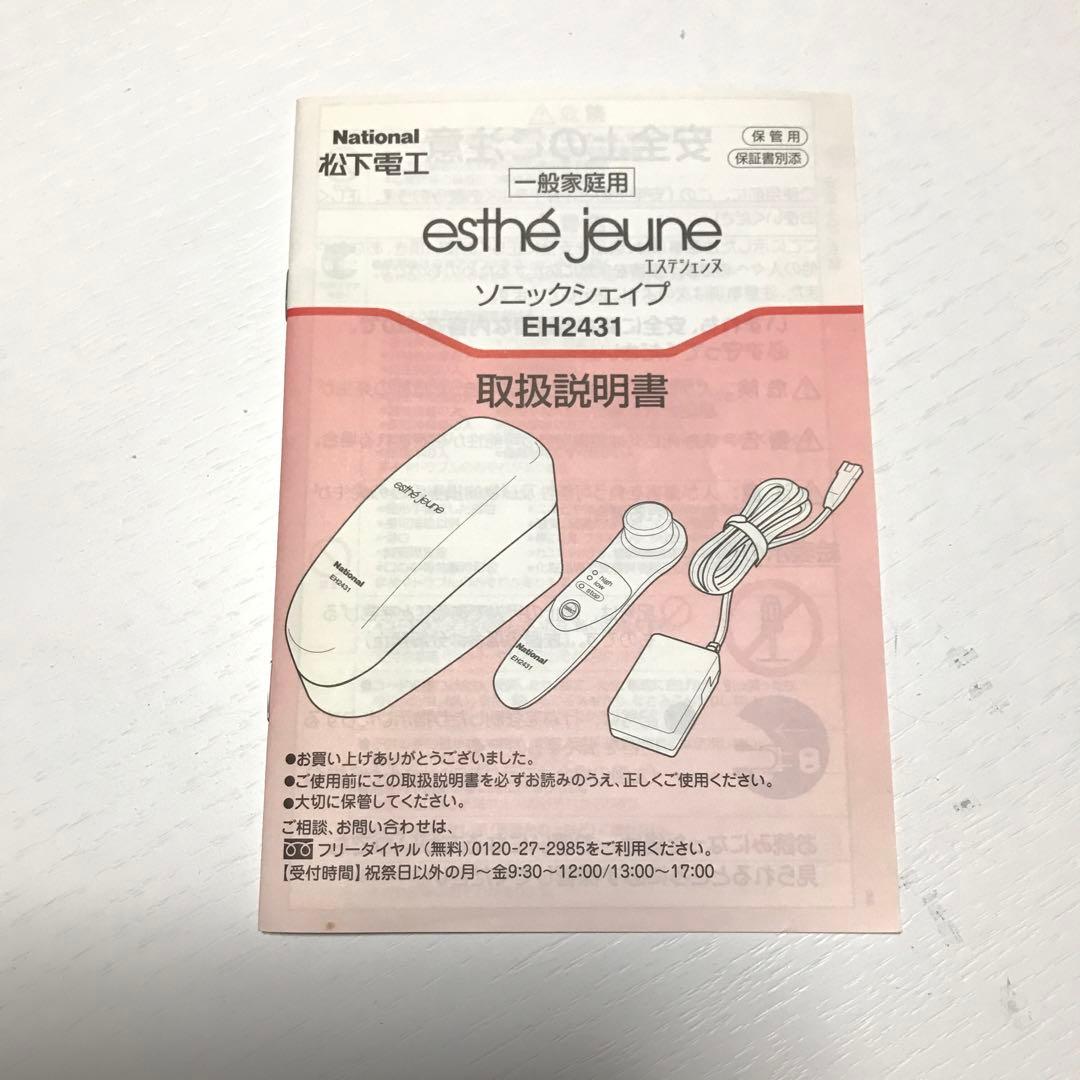 National
松下電工
保管用
保証書別添
一般家庭用
esthé jeune
エステジェンヌ
ソニックシェイプ
EH2431
取扱説明書
esthé jeune
National
EH2431
high
low
stop
National
EH2431
●お買い上げありがとうございました。
●ご使用前にこの取扱説明書を必ずお読みのうえ、正しくご使用ください。
●大切に保管してください。
ご相談、お問い合わせは、
フリーダイヤル(無料)0120-27-2985をご利用ください。
【受付時間】祝祭日以外の月〜金9:30〜12:00/13:00〜17:00